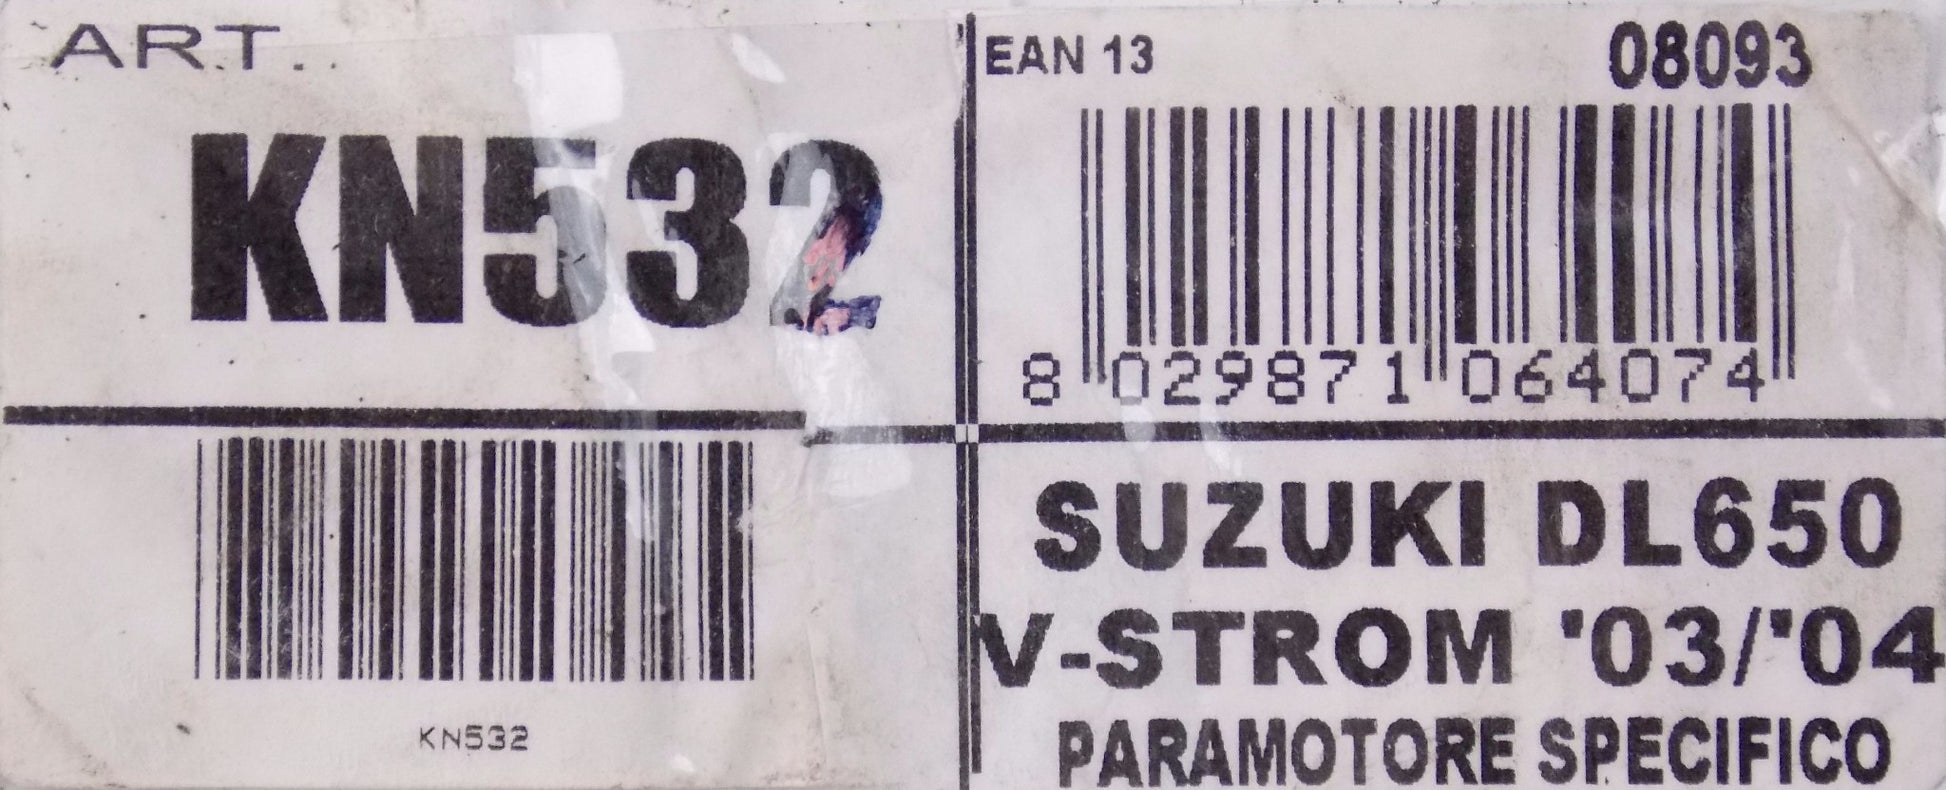 ART.
KN532
KN532
EAN 13
08093
8 029871 064074
SUZUKI DL650
V-STROM '03/'04
PARAMOTORE SPECIFICO